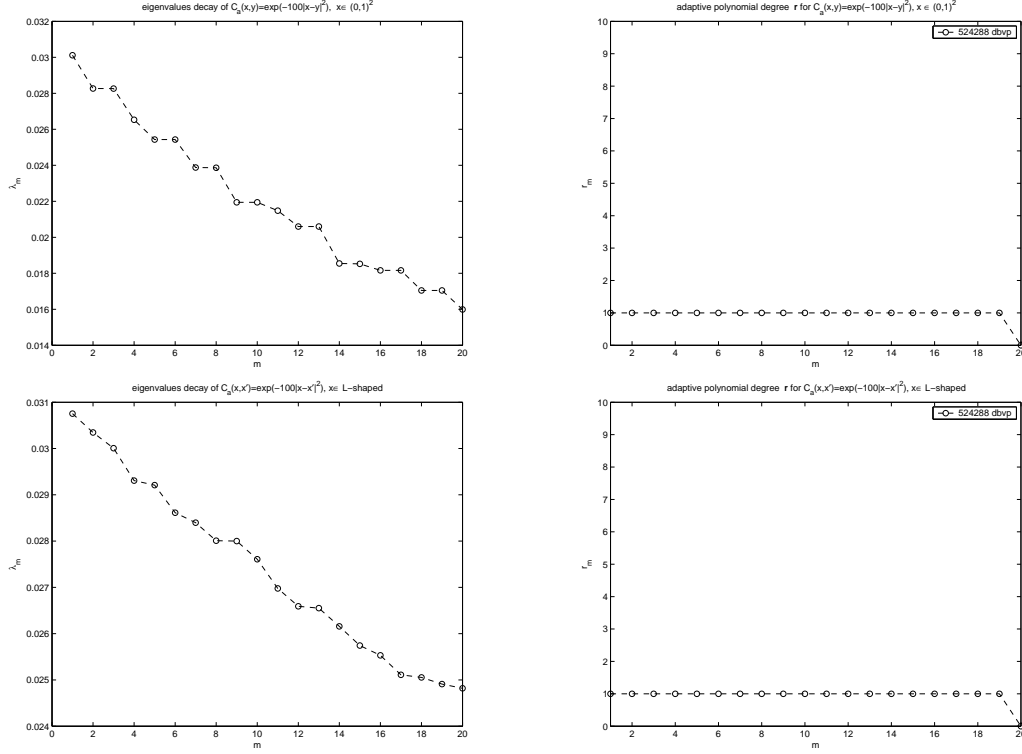 eigenvalues decay of C_a(x,y)=exp(-100|x-y|^2), x∈ (0,1)^2
0.032
0.03
0.028
0.026
0.024
0.022
0.02
0.018
0.016
0.014
λ_m
0 2 4 6 8 10 12 14 16 18 20
m
adaptive polynomial degree r for C_a(x,y)=exp(-100|x-y|^2), x ∈ (0,1)^2
524288 dbvp
10
9
8
7
6
5
4
3
2
1
0
r_m
2 4 6 8 10 12 14 16 18 20
m
eigenvalues decay of C_a(x,x')=exp(-100|x-x'|^2), x∈ L-shaped
0.031
0.03
0.029
0.028
0.027
0.026
0.025
0.024
λ_m
0 2 4 6 8 10 12 14 16 18 20
m
adaptive polynomial degree r for C_a(x,x')=exp(-100|x-x'|^2), x∈ L-shaped
524288 dbvp
10
9
8
7
6
5
4
3
2
1
0
r_m
2 4 6 8 10 12 14 16 18 20
m